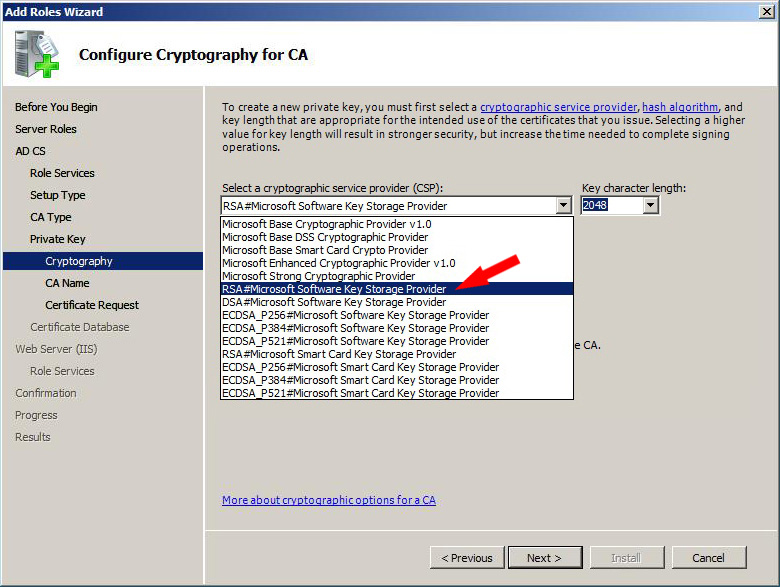 Add Roles Wizard
Configure Cryptography for CA
Before You Begin
Server Roles
AD CS
Role Services
Setup Type
CA Type
Private Key
Cryptography
CA Name
Certificate Request
Certificate Database
Web Server (IIS)
Role Services
Confirmation
Progress
Results
To create a new private key, you must first select a cryptographic service provider, hash algorithm, and
key length that are appropriate for the intended use of the certificates that you issue. Selecting a higher
value for key length will result in stronger security, but increase the time needed to complete signing
operations.
Select a cryptographic service provider (CSP):
Key character length:
RSA#Microsoft Software Key Storage Provider
2048
Microsoft Base Cryptographic Provider v1.0
Microsoft Base DSS Cryptographic Provider
Microsoft Base Smart Card Crypto Provider
Microsoft Enhanced Cryptographic Provider v1.0
Microsoft Strong Cryptographic Provider
RSA#Microsoft Software Key Storage Provider
DSA#Microsoft Software Key Storage Provider
ECDSA_P256#Microsoft Software Key Storage Provider
ECDSA_P384#Microsoft Software Key Storage Provider
ECDSA_P521#Microsoft Software Key Storage Provider
RSA#Microsoft Smart Card Key Storage Provider
ECDSA_P256#Microsoft Smart Card Key Storage Provider
ECDSA_P384#Microsoft Smart Card Key Storage Provider
ECDSA_P521#Microsoft Smart Card Key Storage Provider
e CA.
More about cryptographic options for a CA
< Previous
Next >
Install
Cancel